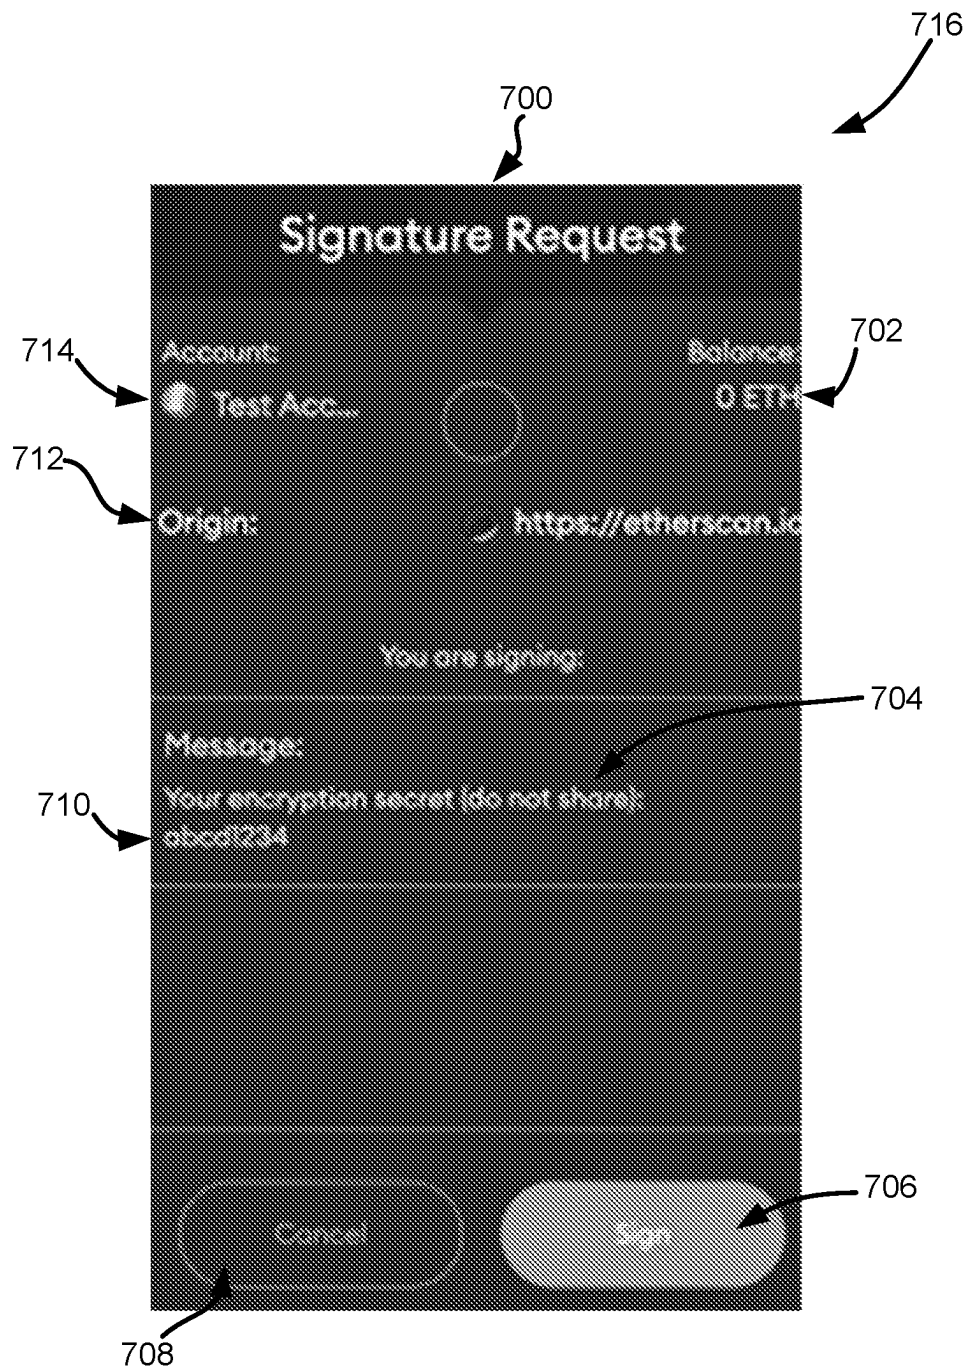 716
700
Signature Request
714
Account:
Balance:
702
Test Acc...
0 ETH
712
Origin:
https://etherscan.io
You are signing:
704
Message:
Your encryption secret (do not share):
710
abcd1234
Cancel
Sign
706
708